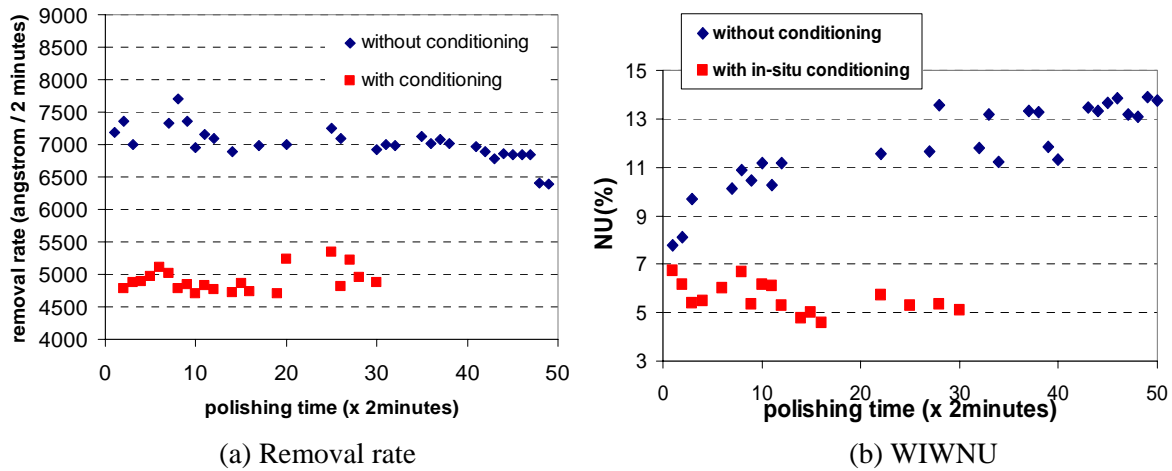 9000
8500
8000
7500
7000
6500
6000
5500
5000
4500
4000
removal rate (angstrom / 2 minutes)
without conditioning
with conditioning
0 10 20 30 40 50
polishing time (x 2minutes)
(a) Removal rate
without conditioning
with in-situ conditioning
15
13
11
9
7
5
3
NU(%)
0 10 20 30 40 50
polishing time (x 2minutes)
(b) WIWNU